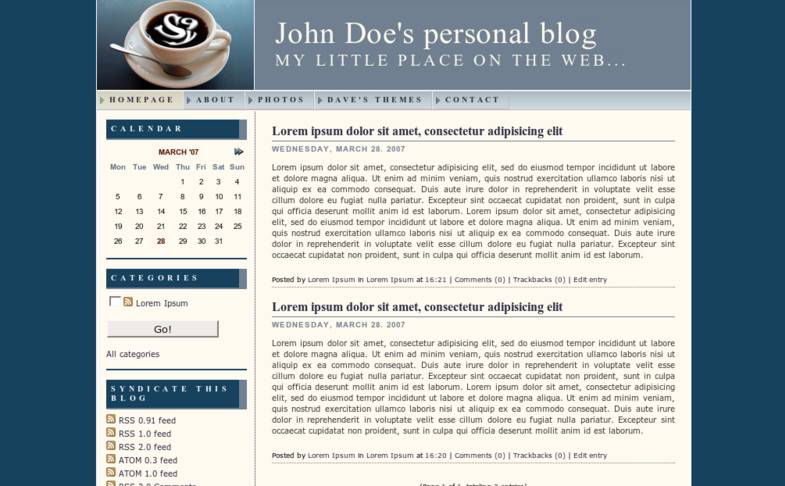 John Doe's personal blog
MY LITTLE PLACE ON THE WEB...
HOMEPAGE ABOUT PHOTOS DAVE'S THEMES CONTACT
CALENDAR
MARCH '07
Mon Tue Wed Thu Fri Sat Sun
1 2 3 4
5 6 7 8 9 10 11
12 13 14 15 16 17 18
19 20 21 22 23 24 25
26 27 28 29 30 31
CATEGORIES
Lorem Ipsum
Go!
All categories
SYNDICATE THIS
BLOG
RSS 0.91 feed
RSS 1.0 feed
RSS 2.0 feed
ATOM 0.3 feed
ATOM 1.0 feed
RSS 2.0 Comments
Lorem ipsum dolor sit amet, consectetur adipisicing elit
WEDNESDAY, MARCH 28. 2007
Lorem ipsum dolor sit amet, consectetur adipisicing elit, sed do eiusmod tempor incididunt ut labore
et dolore magna aliqua. Ut enim ad minim veniam, quis nostrud exercitation ullamco laboris nisi ut
aliquip ex ea commodo consequat. Duis aute irure dolor in reprehenderit in voluptate velit esse
cillum dolore eu fugiat nulla pariatur. Excepteur sint occaecat cupidatat non proident, sunt in culpa
qui officia deserunt mollit anim id est laborum. Lorem ipsum dolor sit amet, consectetur adipisicing
elit, sed do eiusmod tempor incididunt ut labore et dolore magna aliqua. Ut enim ad minim veniam,
quis nostrud exercitation ullamco laboris nisi ut aliquip ex ea commodo consequat. Duis aute irure
dolor in reprehenderit in voluptate velit esse cillum dolore eu fugiat nulla pariatur. Excepteur sint
occaecat cupidatat non proident, sunt in culpa qui officia deserunt mollit anim id est laborum.
Posted by Lorem Ipsum in Lorem Ipsum at 16:21 | Comments (0) | Trackbacks (0) | Edit entry
Lorem ipsum dolor sit amet, consectetur adipisicing elit
WEDNESDAY, MARCH 28. 2007
Lorem ipsum dolor sit amet, consectetur adipisicing elit, sed do eiusmod tempor incididunt ut labore
et dolore magna aliqua. Ut enim ad minim veniam, quis nostrud exercitation ullamco laboris nisi ut
aliquip ex ea commodo consequat. Duis aute irure dolor in reprehenderit in voluptate velit esse
cillum dolore eu fugiat nulla pariatur. Excepteur sint occaecat cupidatat non proident, sunt in culpa
qui officia deserunt mollit anim id est laborum. Lorem ipsum dolor sit amet, consectetur adipisicing
elit, sed do eiusmod tempor incididunt ut labore et dolore magna aliqua. Ut enim ad minim veniam,
quis nostrud exercitation ullamco laboris nisi ut aliquip ex ea commodo consequat. Duis aute irure
dolor in reprehenderit in voluptate velit esse cillum dolore eu fugiat nulla pariatur. Excepteur sint
occaecat cupidatat non proident, sunt in culpa qui officia deserunt mollit anim id est laborum.
Posted by Lorem Ipsum in Lorem Ipsum at 16:20 | Comments (0) | Trackbacks (0) | Edit entry